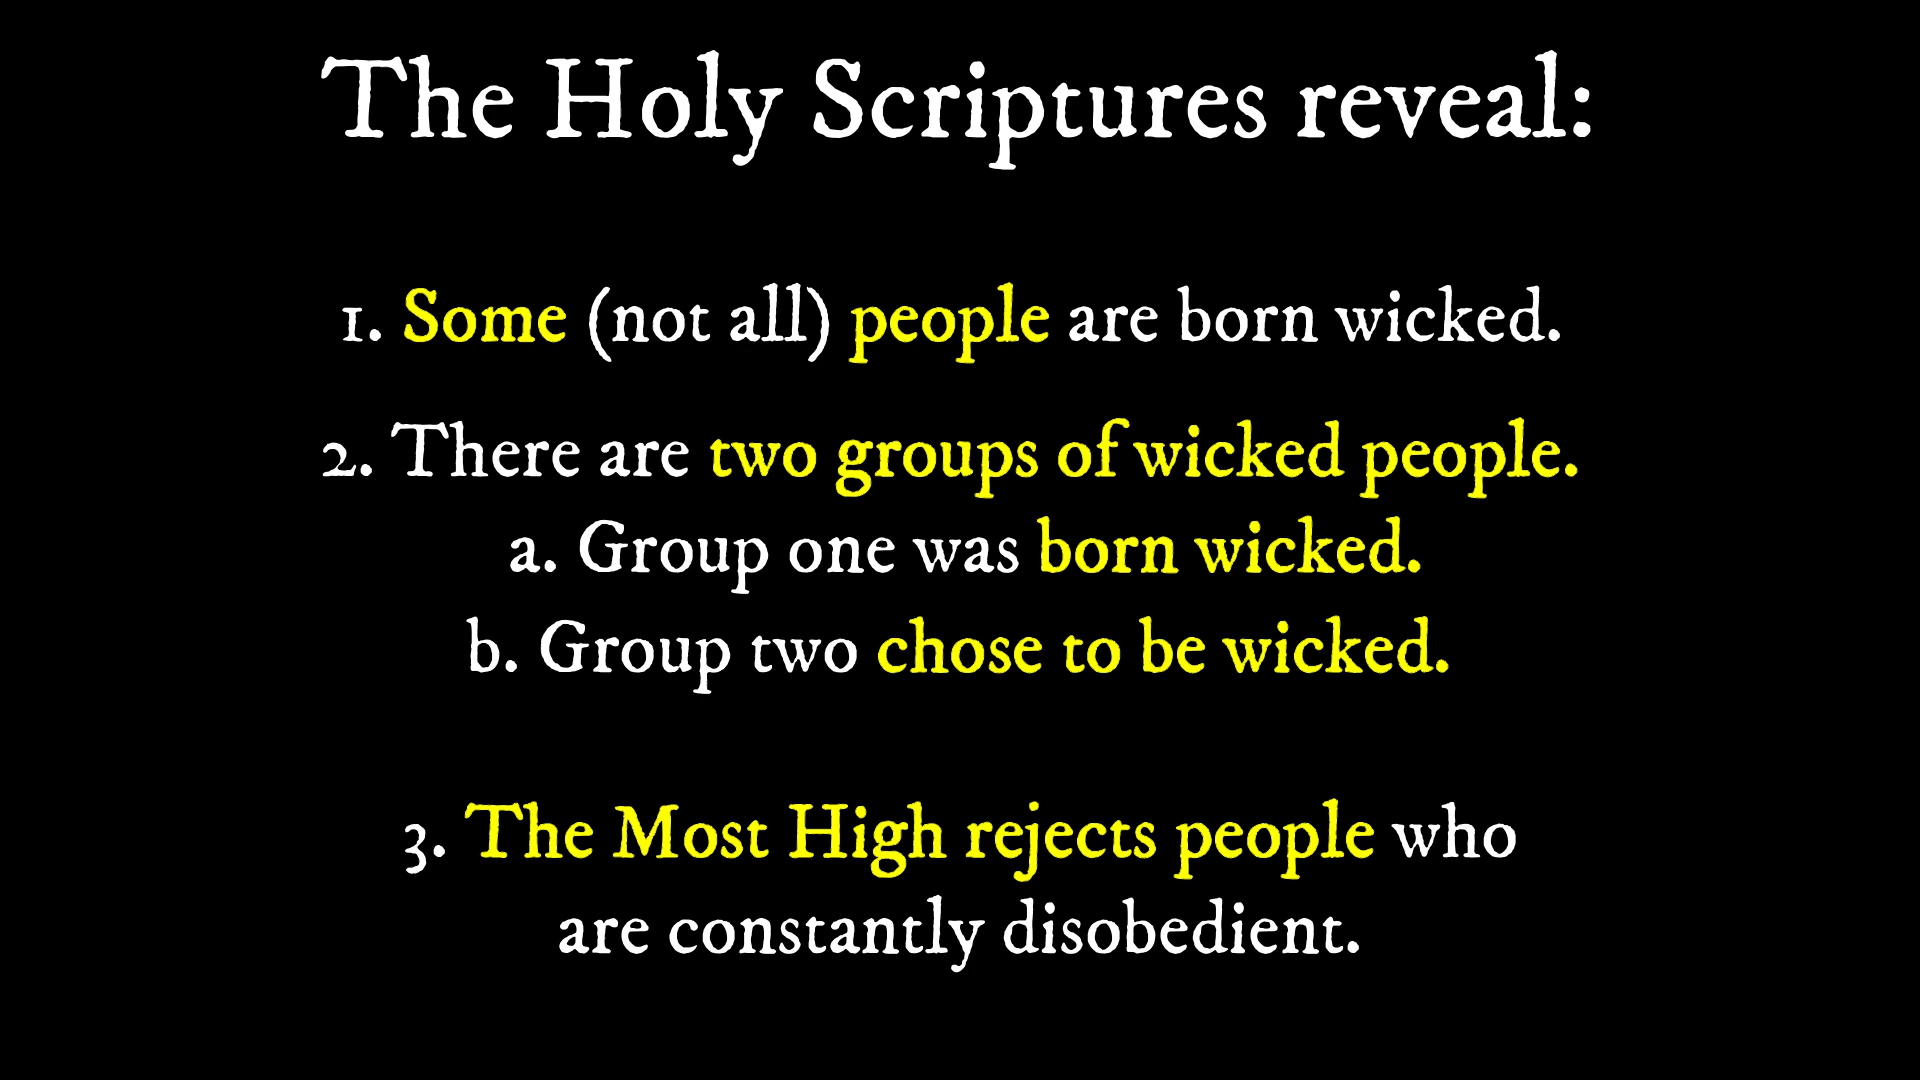 The Holy Scriptures reveal:
1. Some (not all) people are born wicked.
2. There are two groups of wicked people.
a. Group one was born wicked.
b. Group two chose to be wicked.
3. The Most High rejects people who
are constantly disobedient.